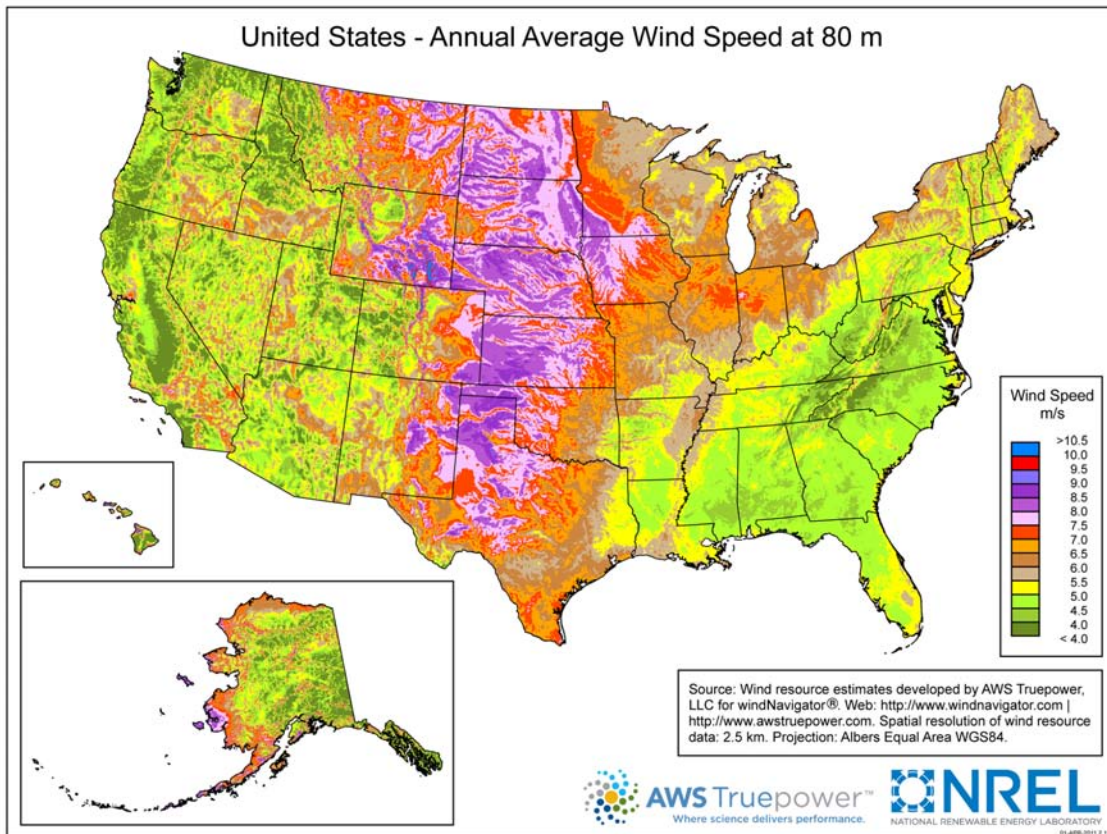 United States - Annual Average Wind Speed at 80 m
Wind Speed
m/s
>10.5
10.0
9.5
9.0
8.5
8.0
7.5
7.0
6.5
6.0
5.5
5.0
4.5
4.0
< 4.0
Source: Wind resource estimates developed by AWS Truepower,
LLC for windNavigator®. Web: http://www.windnavigator.com |
http://www.awstruepower.com. Spatial resolution of wind resource
data: 2.5 km. Projection: Albers Equal Area WGS84.
AWS Truepower™
Where science delivers performance.
NREL
NATIONAL RENEWABLE ENERGY LABORATORY